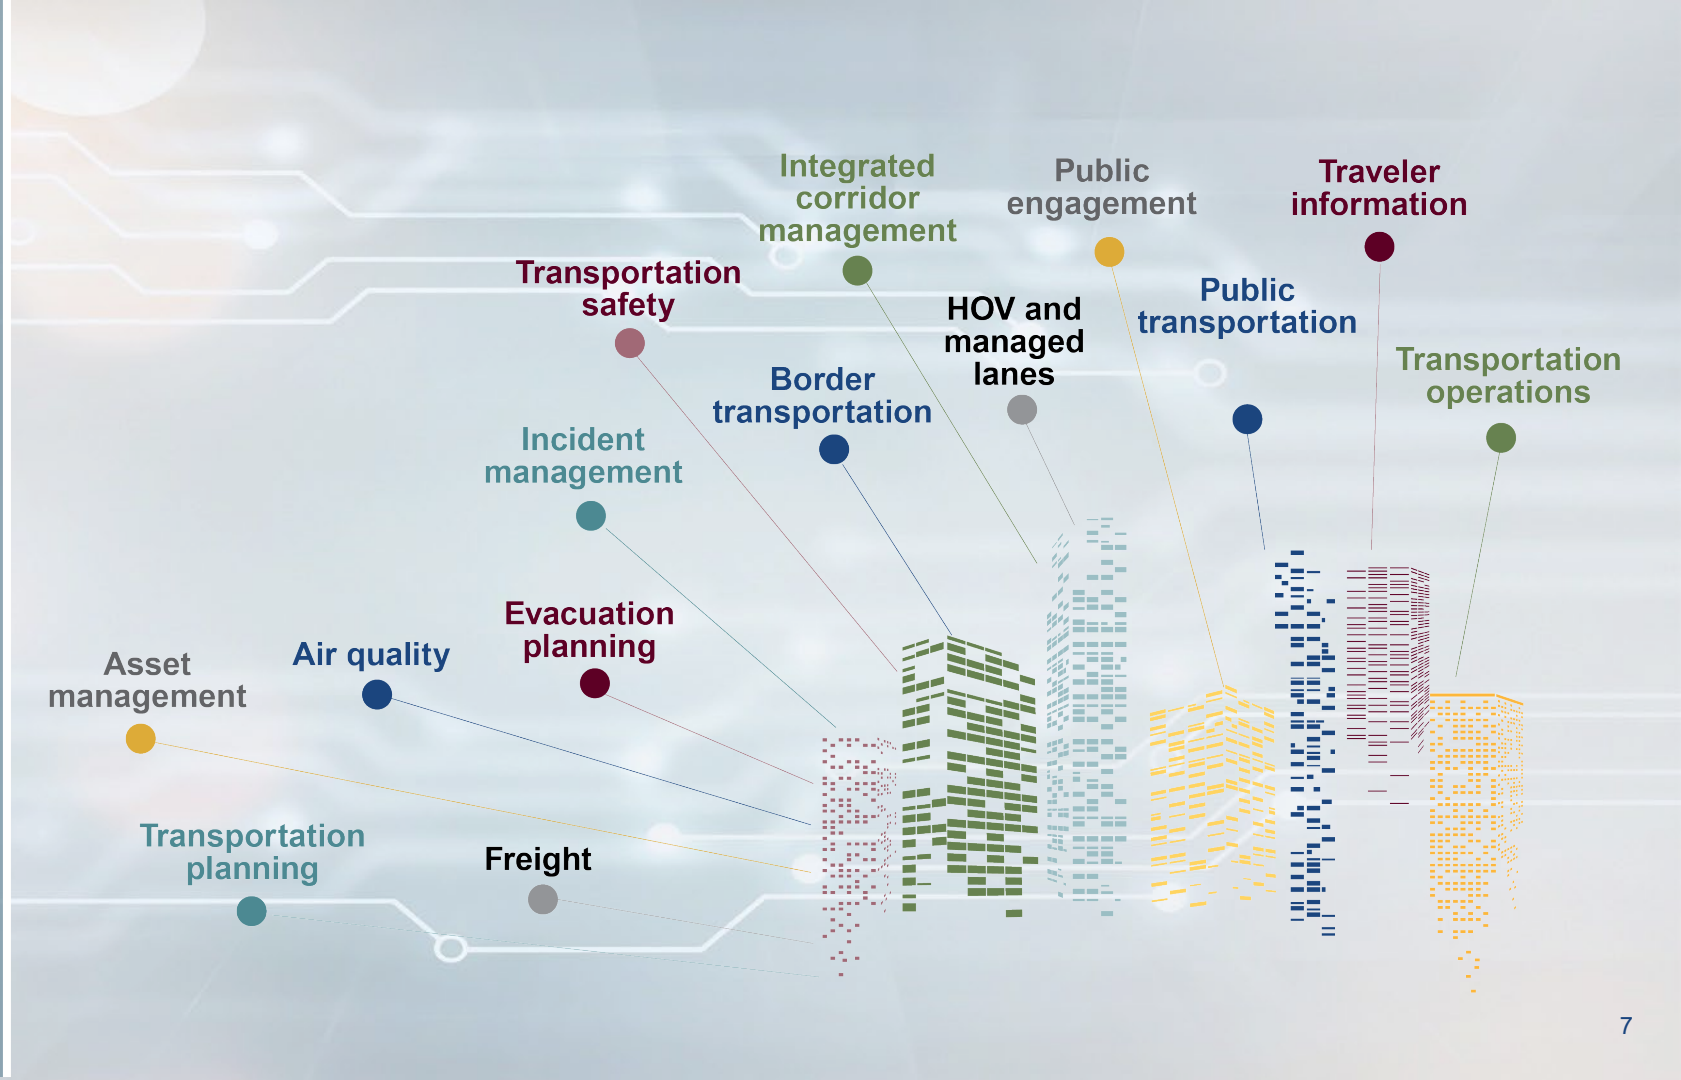 Integrated
corridor
management
Public
engagement
Traveler
information
Transportation
safety
HOV and
managed
lanes
Public
transportation
Border
transportation
Transportation
operations
Incident
management
Evacuation
planning
Air quality
Asset
management
Transportation
planning
Freight
7